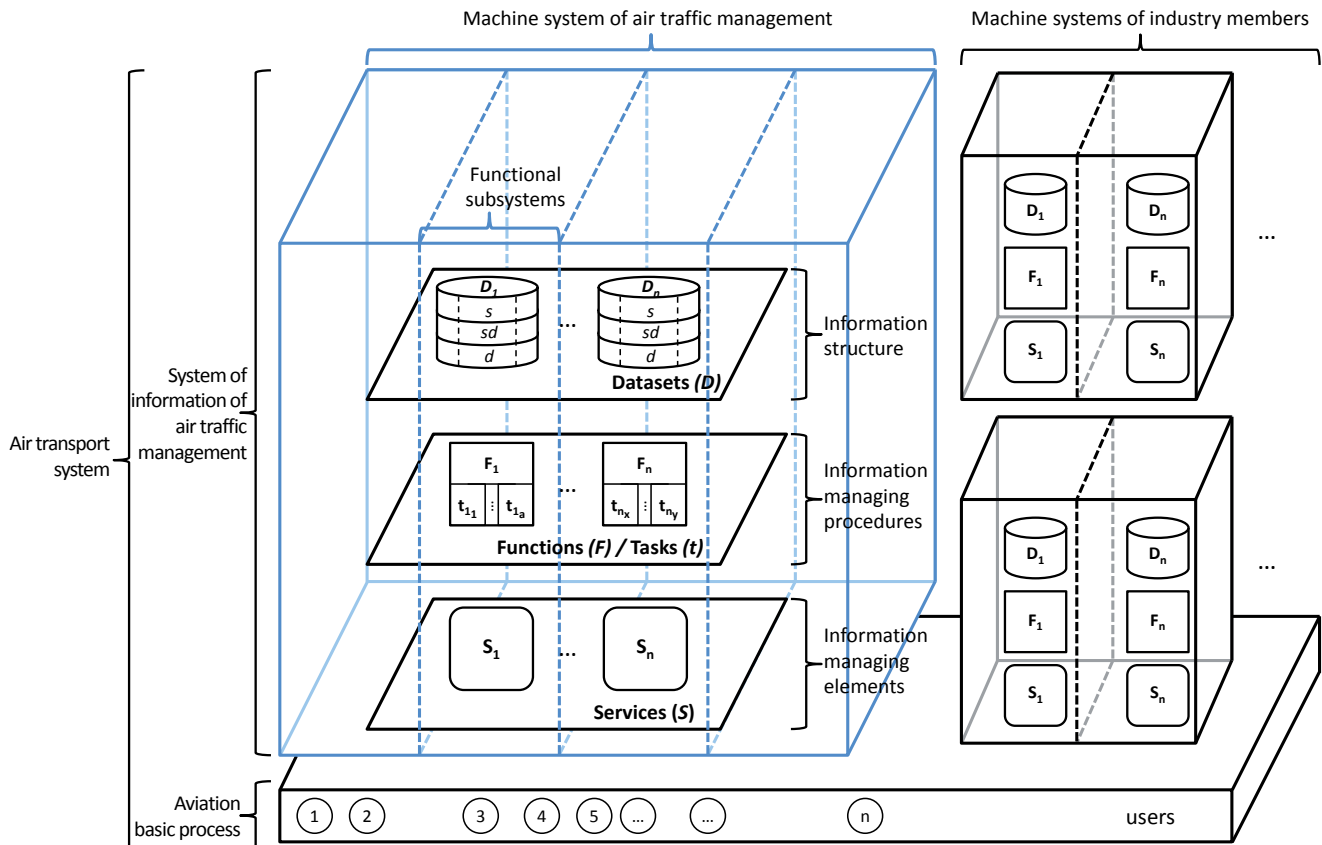 Machine system of air traffic management
Machine systems of industry members
Functional
subsystems
D1
s
sd
d
...
Dn
s
sd
d
Datasets (D)
Information
structure
F1
t11
⋮
t1a
...
Fn
tnx
⋮
tny
Functions (F) / Tasks (t)
Information
managing
procedures
S1
...
Sn
Services (S)
Information
managing
elements
System of
information of
air traffic
management
Air transport
system
Aviation
basic process
D1
Dn
F1
Fn
S1
Sn
...
D1
Dn
F1
Fn
S1
Sn
...
1 2 3 4 5 ... ... n users